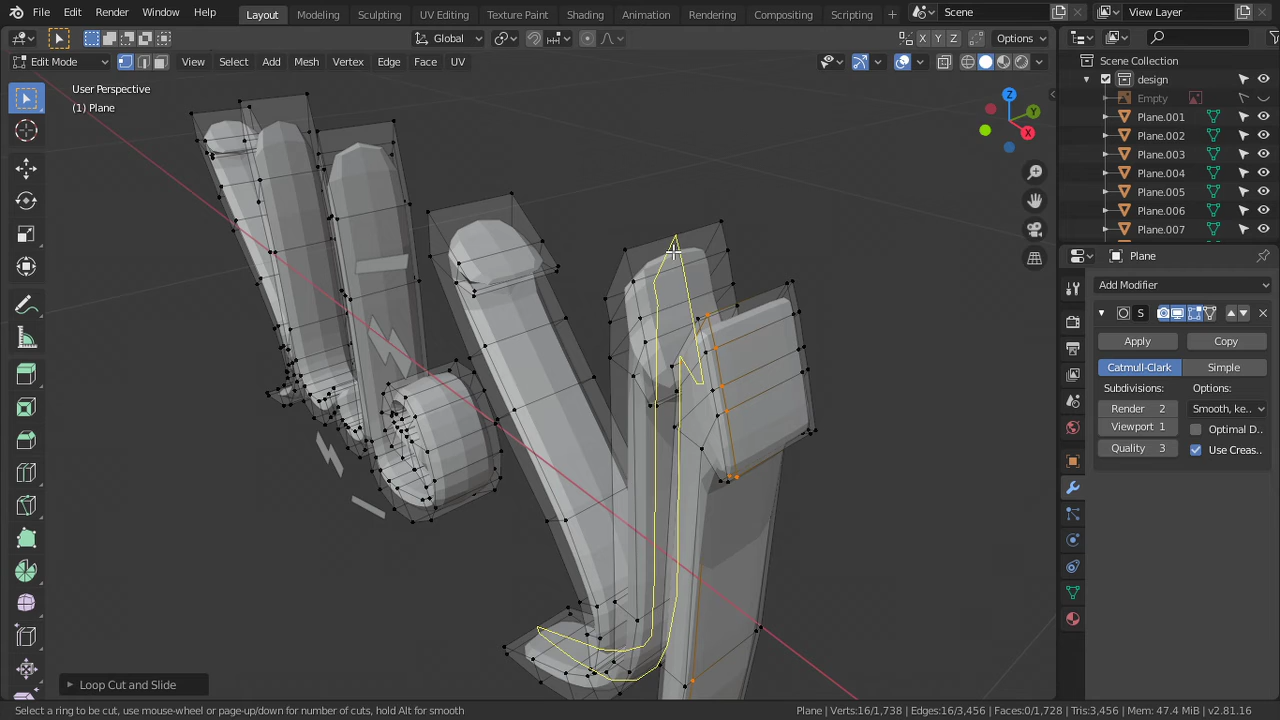 File Edit Render Window Help Layout Modeling Sculpting UV Editing Texture Paint Shading Animation Rendering Compositing Scripting + Scene View Layer
Global X Y Z Options
Edit Mode View Select Add Mesh Vertex Edge Face UV
User Perspective
(1) Plane
Z Y X
Scene Collection
design
Empty
Plane.001
Plane.002
Plane.003
Plane.004
Plane.005
Plane.006
Plane.007
Plane
Add Modifier
S
Apply Copy
Catmull-Clark Simple
Subdivisions: Options:
Render 2 Smooth, ke..
Viewport 1 Optimal D..
Quality 3 Use Creas..
Loop Cut and Slide
Select a ring to be cut, use mouse-wheel or page-up/down for number of cuts, hold Alt for smooth Plane | Verts:16/1,738 | Edges:16/3,456 | Faces:0/1,728 | Tris:3,456 | Mem: 47.4 MiB | v2.81.16